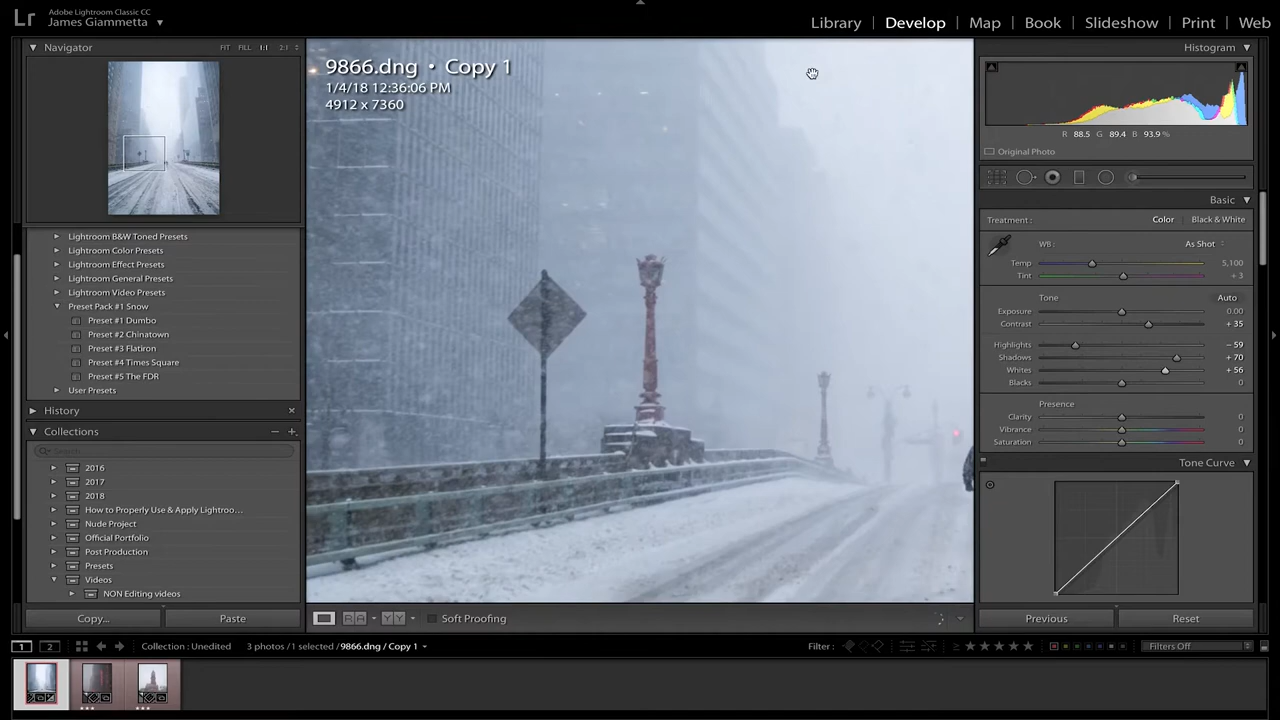 Lr
Adobe Lightroom Classic CC
James Giammetta
Library | Develop | Map | Book | Slideshow | Print | Web
Navigator
FIT FILL 1:1 2:1
Lightroom B&W Toned Presets
Lightroom Color Presets
Lightroom Effect Presets
Lightroom General Presets
Lightroom Video Presets
Preset Pack #1 Snow
Preset #1 Dumbo
Preset #2 Chinatown
Preset #3 Flatiron
Preset #4 Times Square
Preset #5 The FDR
User Presets
History
Collections
2016
2017
2018
How to Properly Use & Apply Lightroo...
Nude Project
Official Portfolio
Post Production
Presets
Videos
NON Editing videos
Copy...
Paste
9866.dng • Copy 1
1/4/18 12:36:06 PM
4912 x 7360
Soft Proofing
Histogram
R 88.5 G 89.4 B 93.9 %
Original Photo
Basic
Treatment : Color | Black & White
WB: As Shot
Temp 5,100
Tint + 3
Tone Auto
Exposure 0.00
Contrast + 35
Highlights − 59
Shadows + 70
Whites + 56
Blacks 0
Presence
Clarity 0
Vibrance 0
Saturation 0
Tone Curve
Previous
Reset
1 2
Collection : Unedited 3 photos / 1 selected / 9866.dng / Copy 1
Filter :
Filters Off